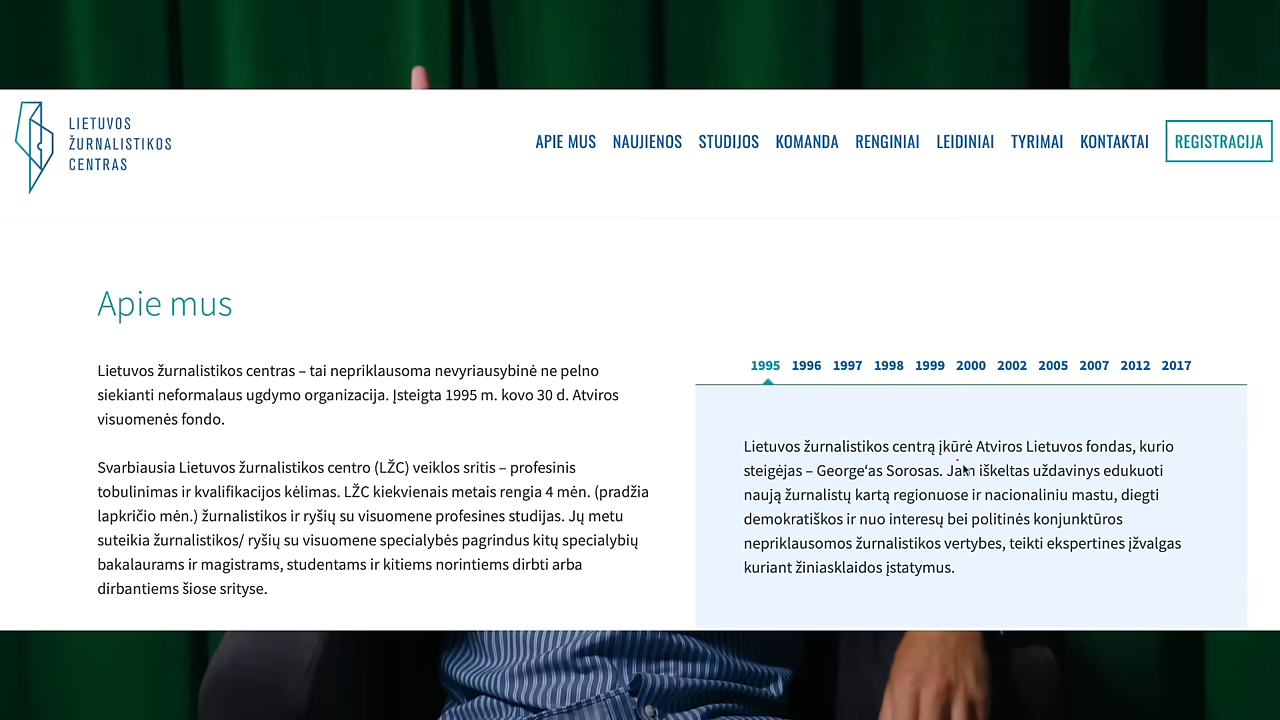 LIETUVOS
ŽURNALISTIKOS
CENTRAS
APIE MUS NAUJIENOS STUDIJOS KOMANDA RENGINIAI LEIDINIAI TYRIMAI KONTAKTAI REGISTRACIJA
Apie mus
Lietuvos žurnalistikos centras – tai nepriklausoma nevyriausybinė ne pelno
siekianti neformalaus ugdymo organizacija. Įsteigta 1995 m. kovo 30 d. Atviros
visuomenės fondo.
Svarbiausia Lietuvos žurnalistikos centro (LŽC) veiklos sritis – profesinis
tobulinimas ir kvalifikacijos kėlimas. LŽC kiekvienais metais rengia 4 mėn. (pradžia
lapkričio mėn.) žurnalistikos ir ryšių su visuomene profesines studijas. Jų metu
suteikia žurnalistikos/ ryšių su visuomene specialybės pagrindus kitų specialybių
bakalaurams ir magistrams, studentams ir kitiems norintiems dirbti arba
dirbantiems šiose srityse.
1995 1996 1997 1998 1999 2000 2002 2005 2007 2012 2017
Lietuvos žurnalistikos centrą įkūrė Atviros Lietuvos fondas, kurio
steigėjas – George‘as Sorosas. Jam iškeltas uždavinys edukuoti
naują žurnalistų kartą regionuose ir nacionaliniu mastu, diegti
demokratiškos ir nuo interesų bei politinės konjunktūros
nepriklausomos žurnalistikos vertybes, teikti ekspertines įžvalgas
kuriant žiniasklaidos įstatymus.